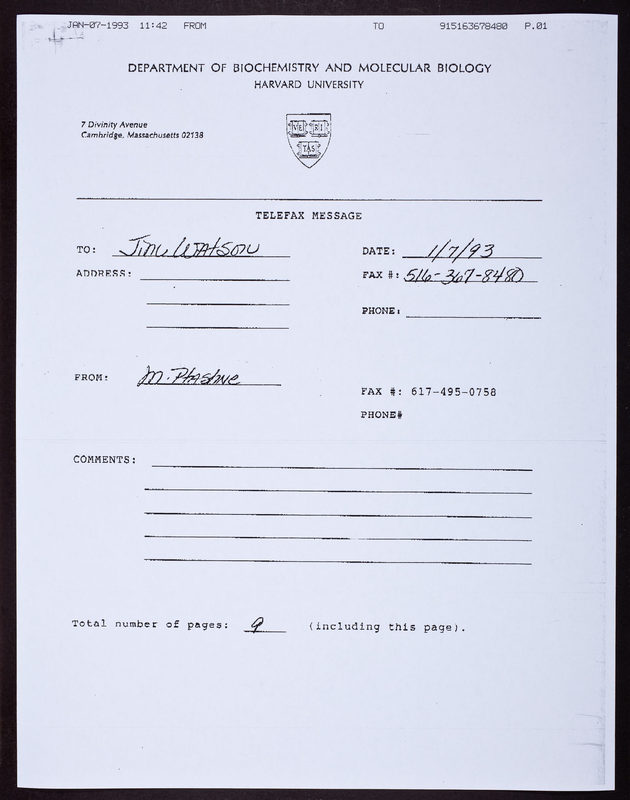 JAN-07-1993 11:42 FROM TO 915163678480 P.01
DEPARTMENT OF BIOCHEMISTRY AND MOLECULAR BIOLOGY
HARVARD UNIVERSITY
7 Divinity Avenue
Cambridge, Massachusetts 02138
VE RI
TAS
TELEFAX MESSAGE
TO: Jim Watson DATE: 1/7/93
ADDRESS: FAX #: 516-367-8480
PHONE:
FROM: M. Ptashne
FAX #: 617-495-0758
PHONE#
COMMENTS:
Total number of pages: 9 (including this page).